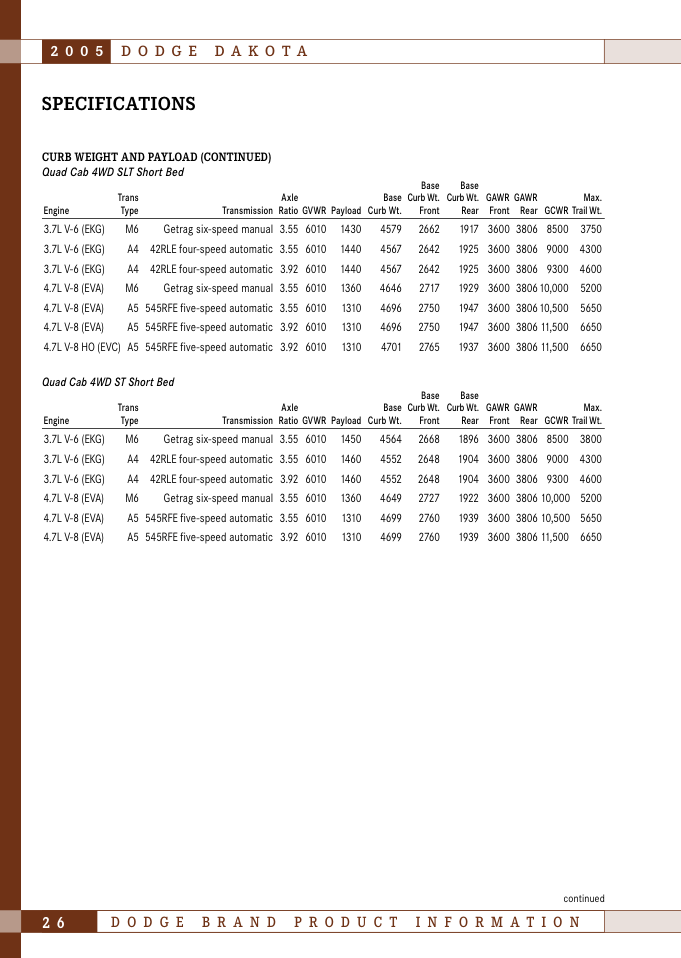 2005 DODGE DAKOTA
SPECIFICATIONS
CURB WEIGHT AND PAYLOAD (CONTINUED)
Quad Cab 4WD SLT Short Bed
Base Base
Trans Axle Base Curb Wt. Curb Wt. GAWR GAWR Max.
Engine Type Transmission Ratio GVWR Payload Curb Wt. Front Rear Front Rear GCWR Trail Wt.
3.7L V-6 (EKG) M6 Getrag six-speed manual 3.55 6010 1430 4579 2662 1917 3600 3806 8500 3750
3.7L V-6 (EKG) A4 42RLE four-speed automatic 3.55 6010 1440 4567 2642 1925 3600 3806 9000 4300
3.7L V-6 (EKG) A4 42RLE four-speed automatic 3.92 6010 1440 4567 2642 1925 3600 3806 9300 4600
4.7L V-8 (EVA) M6 Getrag six-speed manual 3.55 6010 1360 4646 2717 1929 3600 3806 10,000 5200
4.7L V-8 (EVA) A5 545RFE five-speed automatic 3.55 6010 1310 4696 2750 1947 3600 3806 10,500 5650
4.7L V-8 (EVA) A5 545RFE five-speed automatic 3.92 6010 1310 4696 2750 1947 3600 3806 11,500 6650
4.7L V-8 HO (EVC) A5 545RFE five-speed automatic 3.92 6010 1310 4701 2765 1937 3600 3806 11,500 6650
Quad Cab 4WD ST Short Bed
Base Base
Trans Axle Base Curb Wt. Curb Wt. GAWR GAWR Max.
Engine Type Transmission Ratio GVWR Payload Curb Wt. Front Rear Front Rear GCWR Trail Wt.
3.7L V-6 (EKG) M6 Getrag six-speed manual 3.55 6010 1450 4564 2668 1896 3600 3806 8500 3800
3.7L V-6 (EKG) A4 42RLE four-speed automatic 3.55 6010 1460 4552 2648 1904 3600 3806 9000 4300
3.7L V-6 (EKG) A4 42RLE four-speed automatic 3.92 6010 1460 4552 2648 1904 3600 3806 9300 4600
4.7L V-8 (EVA) M6 Getrag six-speed manual 3.55 6010 1360 4649 2727 1922 3600 3806 10,000 5200
4.7L V-8 (EVA) A5 545RFE five-speed automatic 3.55 6010 1310 4699 2760 1939 3600 3806 10,500 5650
4.7L V-8 (EVA) A5 545RFE five-speed automatic 3.92 6010 1310 4699 2760 1939 3600 3806 11,500 6650
continued
26 DODGE BRAND PRODUCT INFORMATION